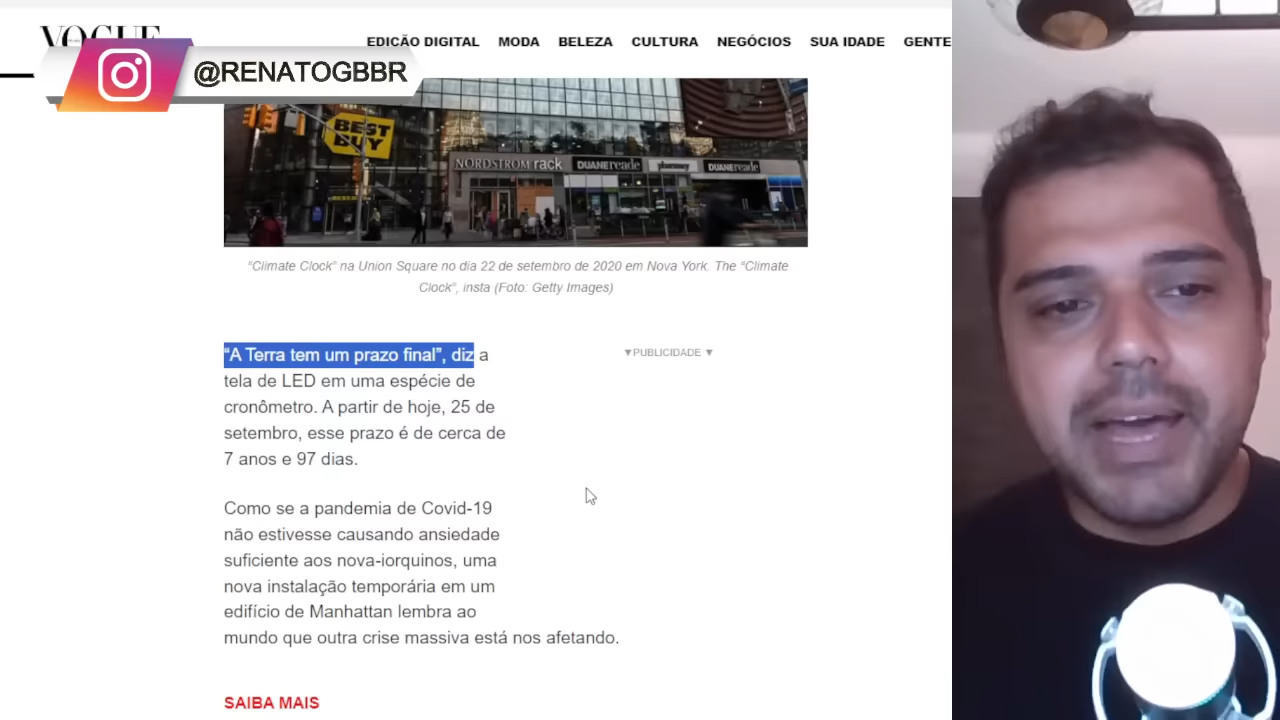 VOGUE
@RENATOGBBR
EDIÇÃO DIGITAL MODA BELEZA CULTURA NEGÓCIOS SUA IDADE GENTE
BEST
BUY
NORDSTROM rack DUANEreade pharmacy DUANEreade
“Climate Clock” na Union Square no dia 22 de setembro de 2020 em Nova York. The “Climate
Clock”, insta (Foto: Getty Images)
“A Terra tem um prazo final”, diz a
tela de LED em uma espécie de
cronômetro. A partir de hoje, 25 de
setembro, esse prazo é de cerca de
7 anos e 97 dias.
▼PUBLICIDADE ▼
Como se a pandemia de Covid-19
não estivesse causando ansiedade
suficiente aos nova-iorquinos, uma
nova instalação temporária em um
edifício de Manhattan lembra ao
mundo que outra crise massiva está nos afetando.
SAIBA MAIS